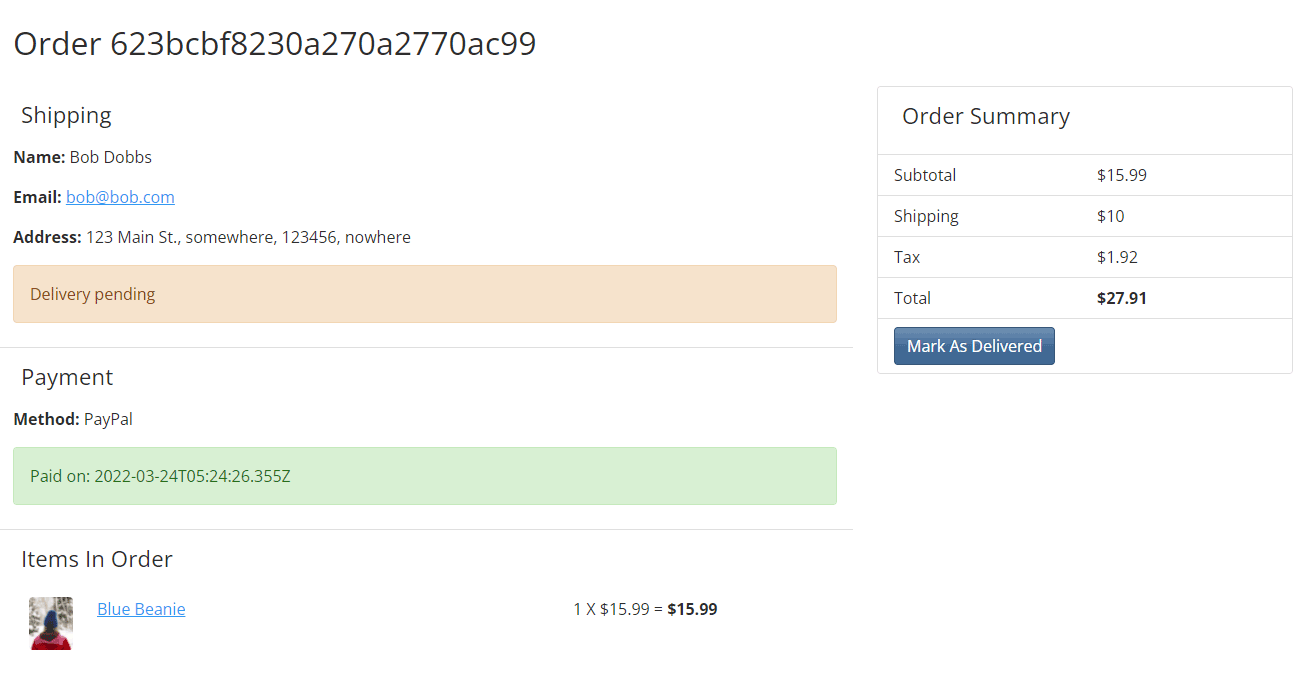 Order 623bcbf8230a270a2770ac99
Shipping
Name: Bob Dobbs
Email: bob@bob.com
Address: 123 Main St., somewhere, 123456, nowhere
Delivery pending
Payment
Method: PayPal
Paid on: 2022-03-24T05:24:26.355Z
Items In Order
Blue Beanie 1 X $15.99 = $15.99
Order Summary
Subtotal $15.99
Shipping $10
Tax $1.92
Total $27.91
Mark As Delivered